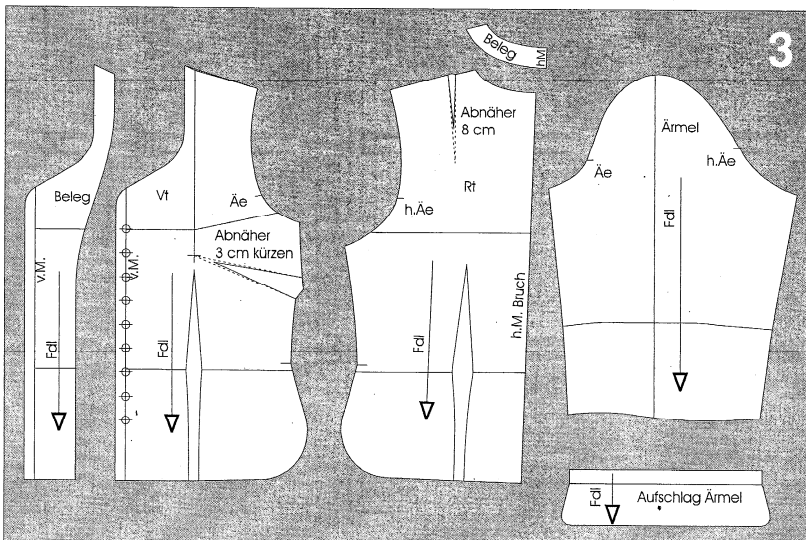 3
Beleg
hM
Beleg
v.M.
Fdl
Vt
Äe
Abnäher
3 cm kürzen
v.M.
Fdl
Abnäher
8 cm
Rt
h.Äe
h.M. Bruch
Fdl
Ärmel
Äe
h.Äe
Fdl
Aufschlag Ärmel
Fdl